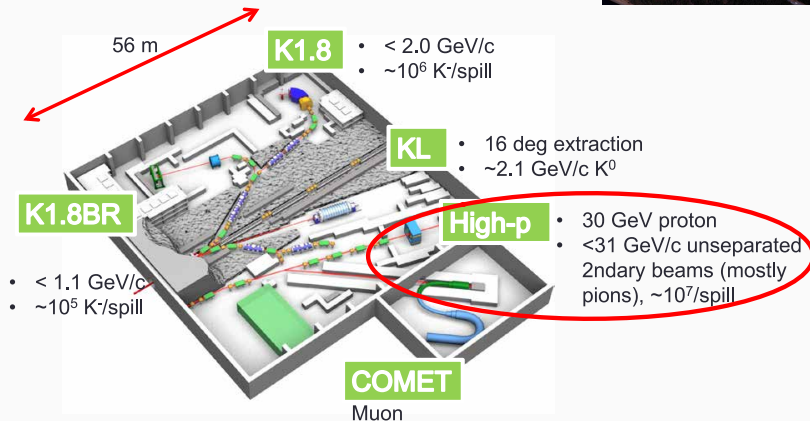 56 m
K1.8
• < 2.0 GeV/c
• ~10⁶ K⁻/spill
KL
• 16 deg extraction
• ~2.1 GeV/c K⁰
K1.8BR
• < 1.1 GeV/c
• ~10⁵ K⁻/spill
High-p
• 30 GeV proton
• <31 GeV/c unseparated
2ndary beams (mostly
pions), ~10⁷/spill
COMET
Muon